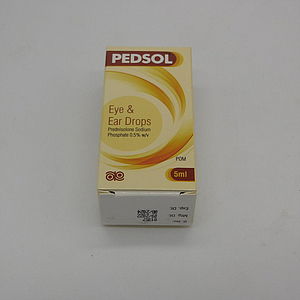 PEDSOL
Eye &
Ear Drops
Prednisolone Sodium
Phosphate 0.5% w/v
POM
5ml